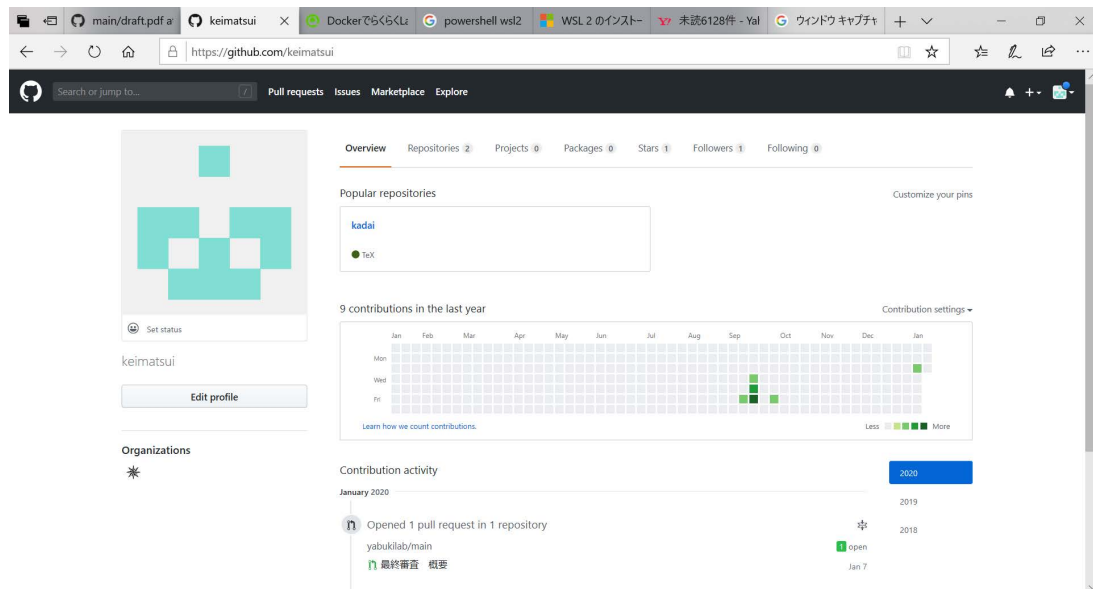 main/draft.pdf a
keimatsui
Dockerでらくらくla
powershell wsl2
WSL 2 のインストー
未読6128件 - Yal
ウィンドウ キャプチャ
https://github.com/keimatsui
Search or jump to...
/
Pull requests Issues Marketplace Explore
Overview Repositories 2 Projects 0 Packages 0 Stars 1 Followers 1 Following 0
Popular repositories
Customize your pins
kadai
TeX
9 contributions in the last year
Contribution settings
Jan Feb Mar Apr May Jun Jul Aug Sep Oct Nov Dec Jan
Mon
Wed
Fri
Learn how we count contributions.
Less More
Set status
keimatsui
Edit profile
Organizations
Contribution activity
2020
2019
2018
January 2020
Opened 1 pull request in 1 repository
yabukilab/main
1 open
最終審査 概要
Jan 7